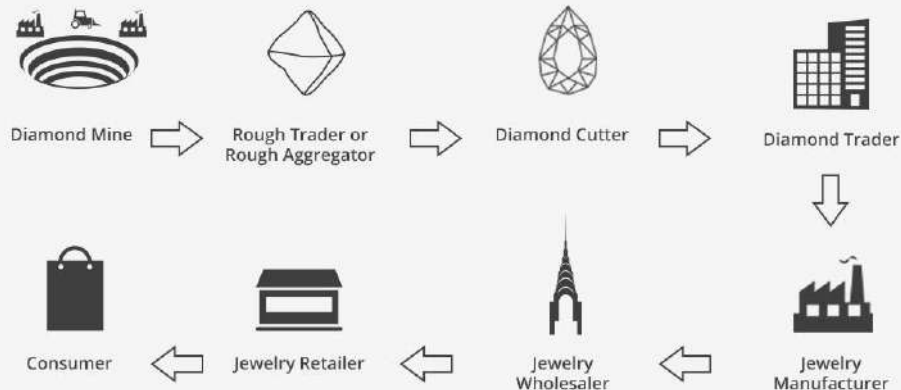 Diamond Mine
Rough Trader or
Rough Aggregator
Diamond Cutter
Diamond Trader
Consumer
Jewelry Retailer
Jewelry
Wholesaler
Jewelry
Manufacturer